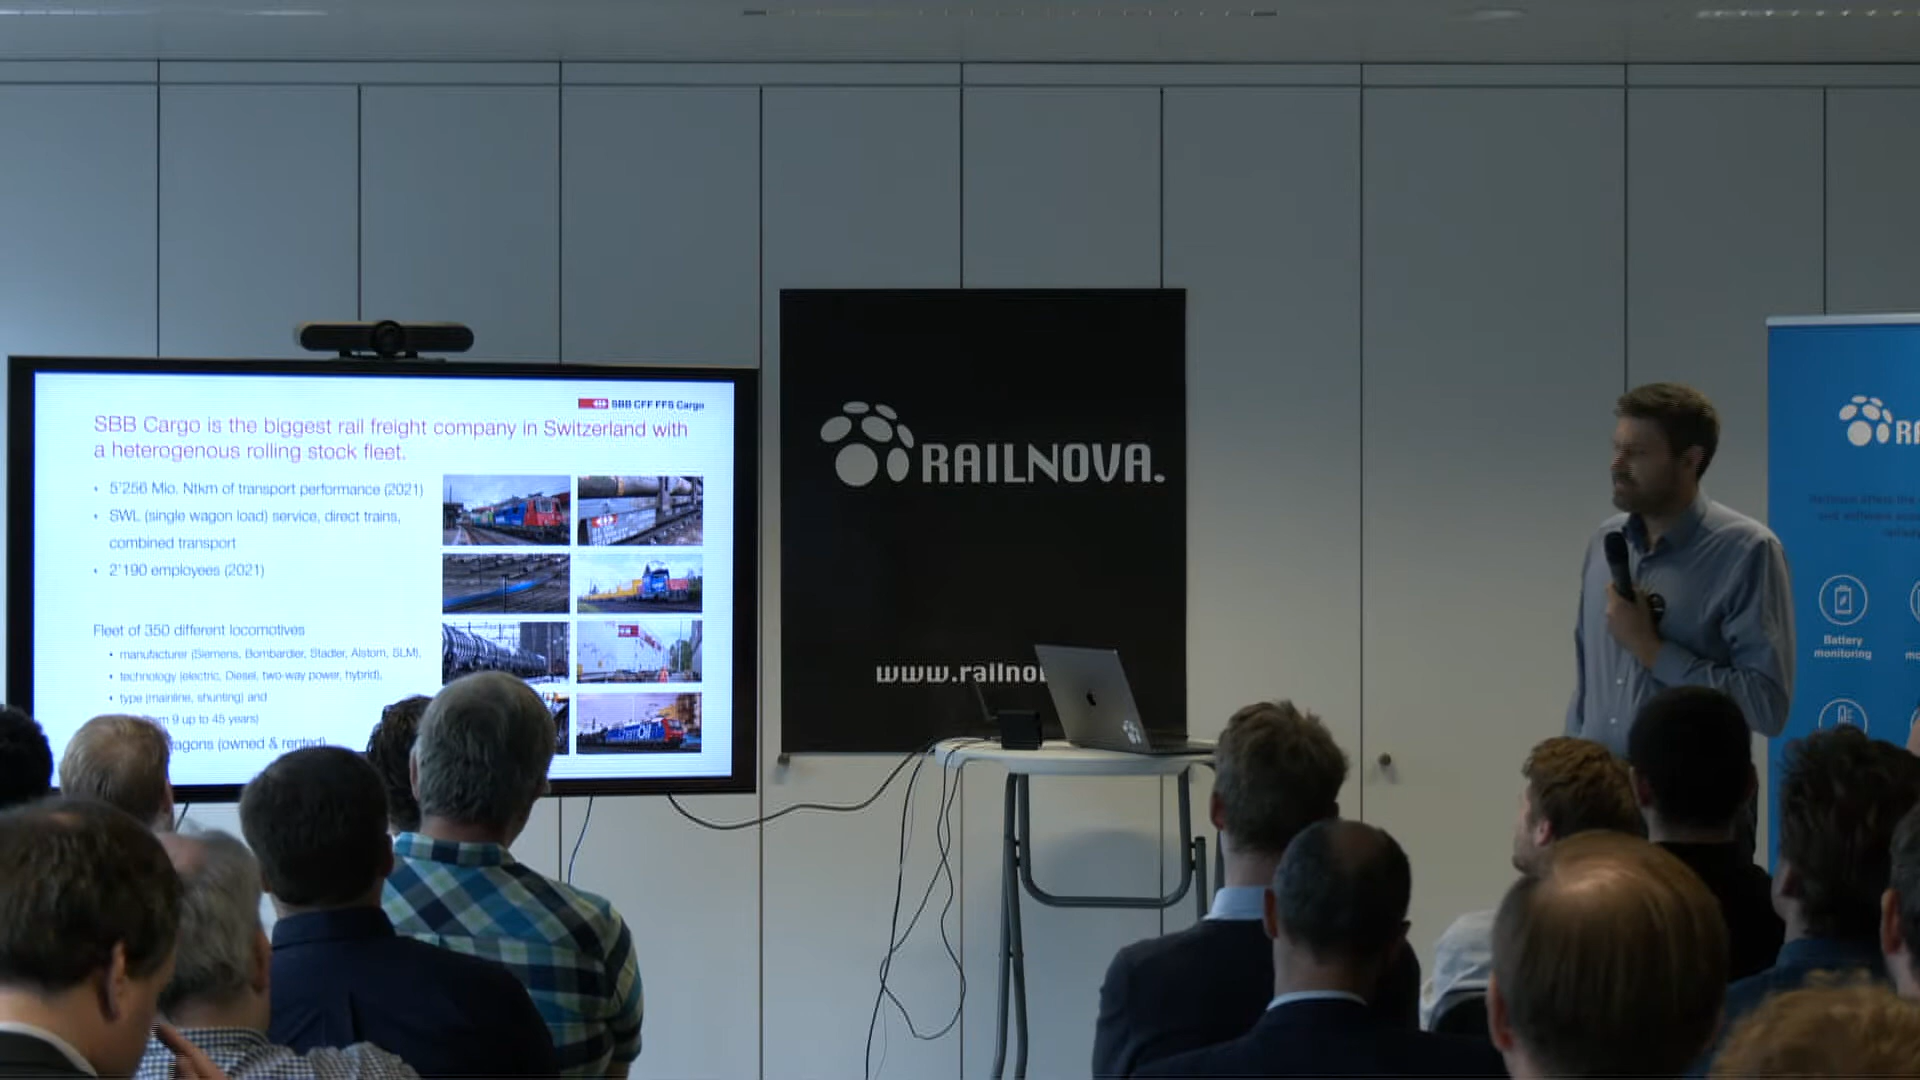 SBB CFF FFS Cargo
SBB Cargo is the biggest rail freight company in Switzerland with
a heterogenous rolling stock fleet.
• 5'256 Mio. Ntkm of transport performance (2021)
• SWL (single wagon load) service, direct trains,
combined transport
• 2'190 employees (2021)
Fleet of 350 different locomotives
• manufacturer (Siemens, Bombardier, Stadler, Alstom, SLM),
• technology (electric, Diesel, two-way power, hybrid),
• type (mainline, shunting) and
9 up to 45 years)
(owned & rented)
RAILNOVA.
www.railno
Battery
monitoring